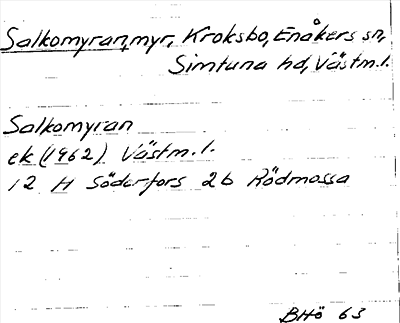 Salkomyran, myr, Kroksbo, Enåkers sn,
Simtuna hd, Västm.l.
Salkomyran
ek (1962) Västm.l.
12 H Söderfors 2b Rödmossa
BHö 63